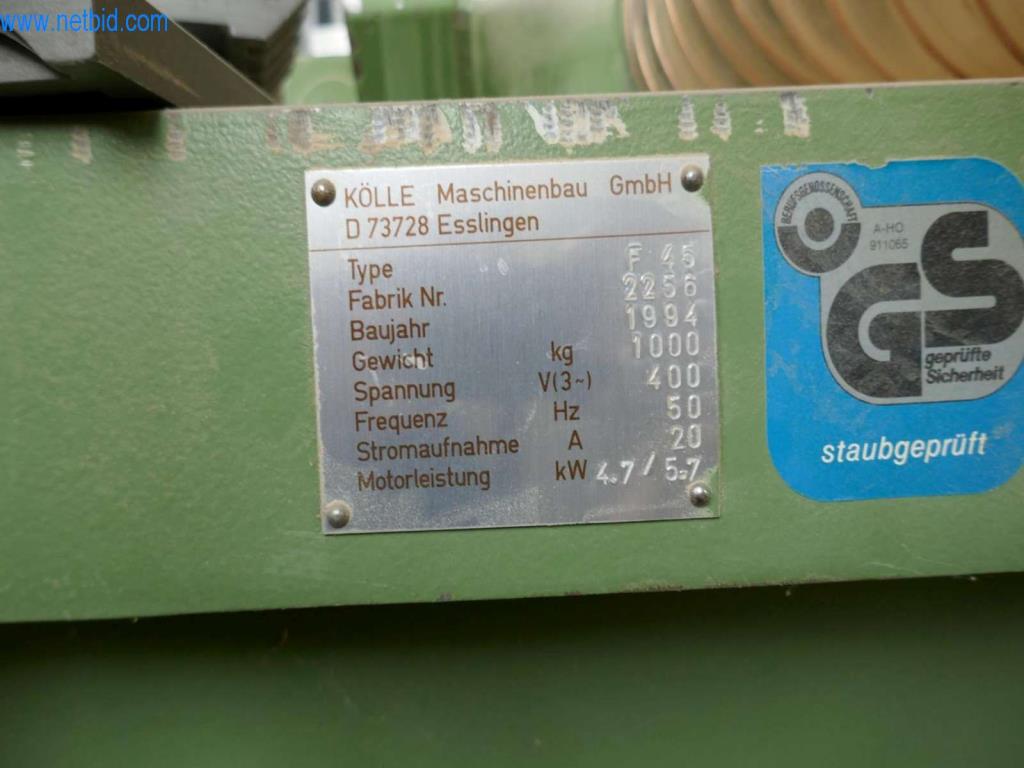 www.netbid.com
KÖLLE Maschinenbau GmbH
D 73728 Esslingen
Type F 45
Fabrik Nr. 2256
Baujahr 1994
Gewicht kg 1000
Spannung V(3~) 400
Frequenz Hz 50
Stromaufnahme A 20
Motorleistung kW 4.7/5.7
BERUFSGENOSSENSCHAFT
A-HO
911065
GS
geprüfte
Sicherheit
staubgeprüft